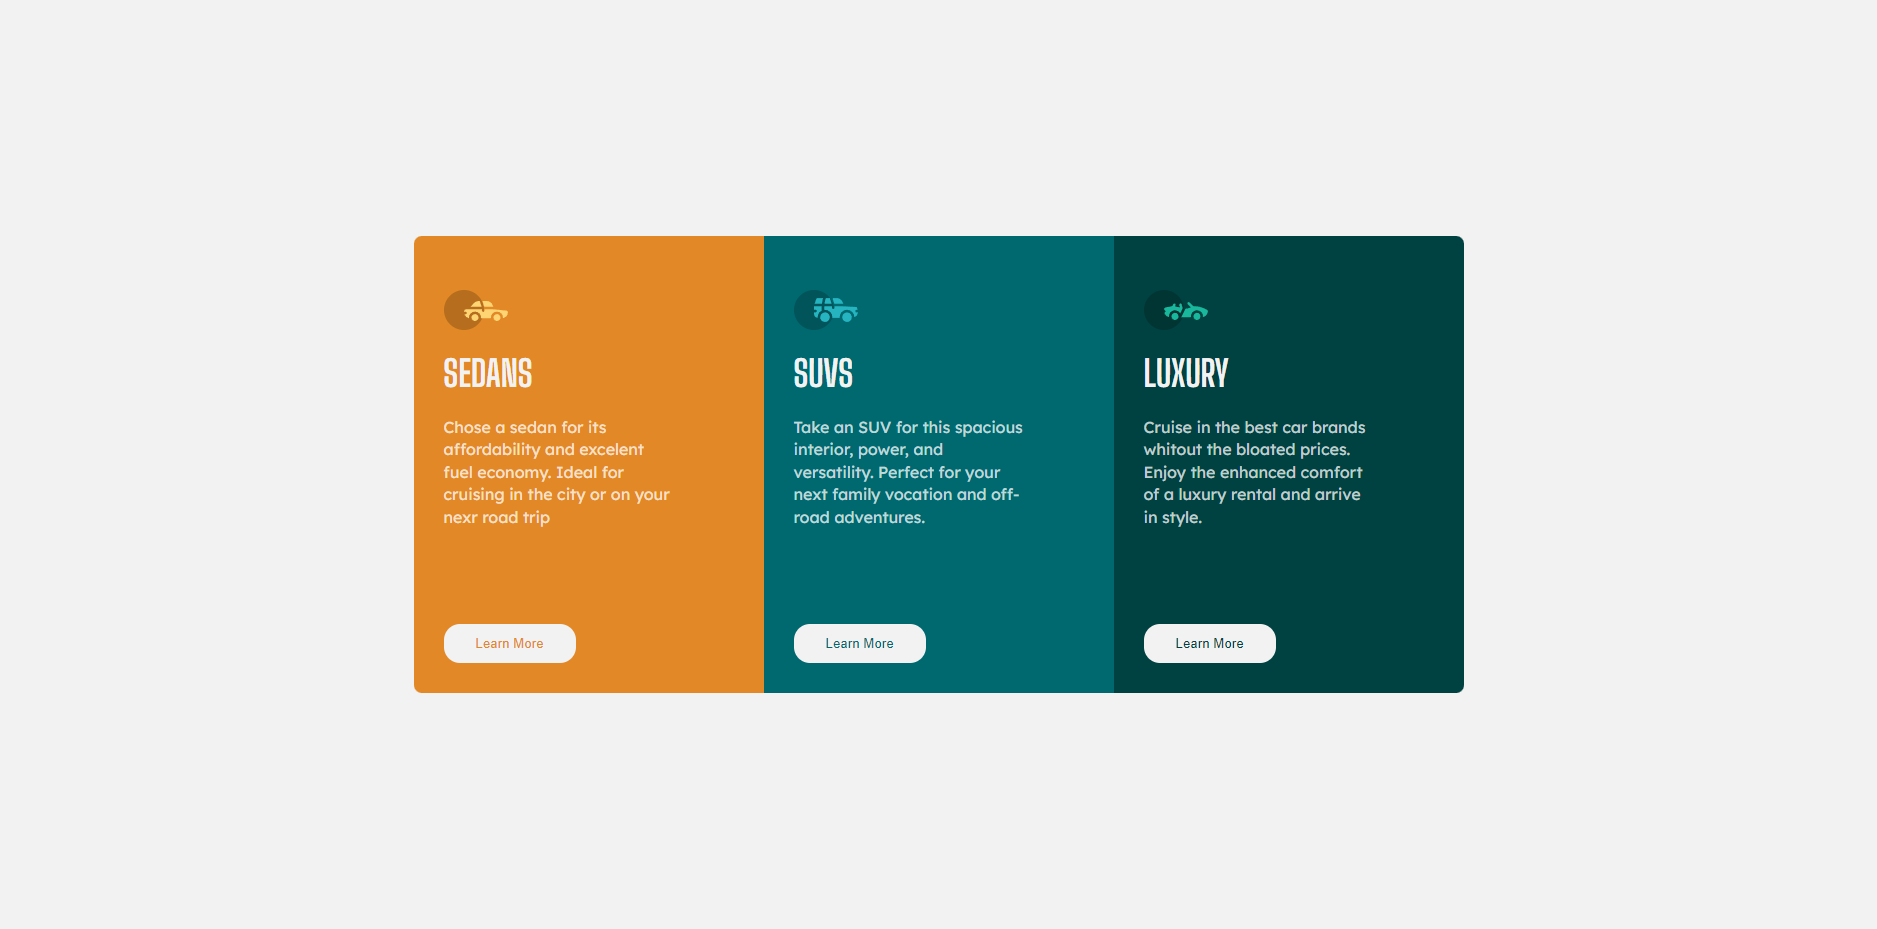 SEDANS
Chose a sedan for its
affordability and excelent
fuel economy. Ideal for
cruising in the city or on your
nexr road trip
Learn More
SUVS
Take an SUV for this spacious
interior, power, and
versatility. Perfect for your
next family vocation and off-
road adventures.
Learn More
LUXURY
Cruise in the best car brands
whitout the bloated prices.
Enjoy the enhanced comfort
of a luxury rental and arrive
in style.
Learn More